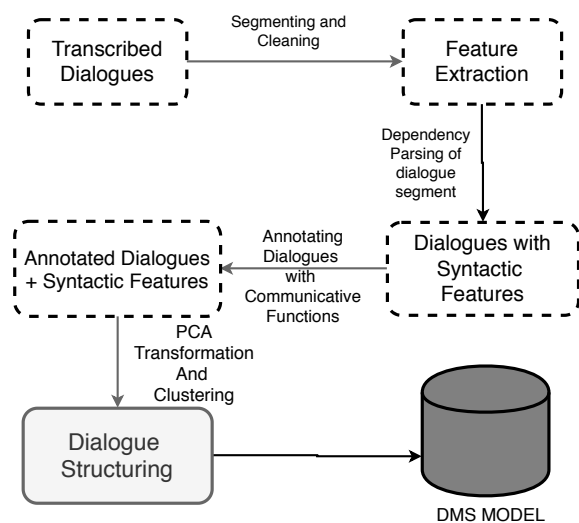 Transcribed
Dialogues
Segmenting and
Cleaning
Feature
Extraction
Dependency
Parsing of
dialogue
segment
Dialogues with
Syntactic
Features
Annotating
Dialogues
with
Communicative
Functions
Annotated Dialogues
+ Syntactic Features
PCA
Transformation
And
Clustering
Dialogue
Structuring
DMS MODEL